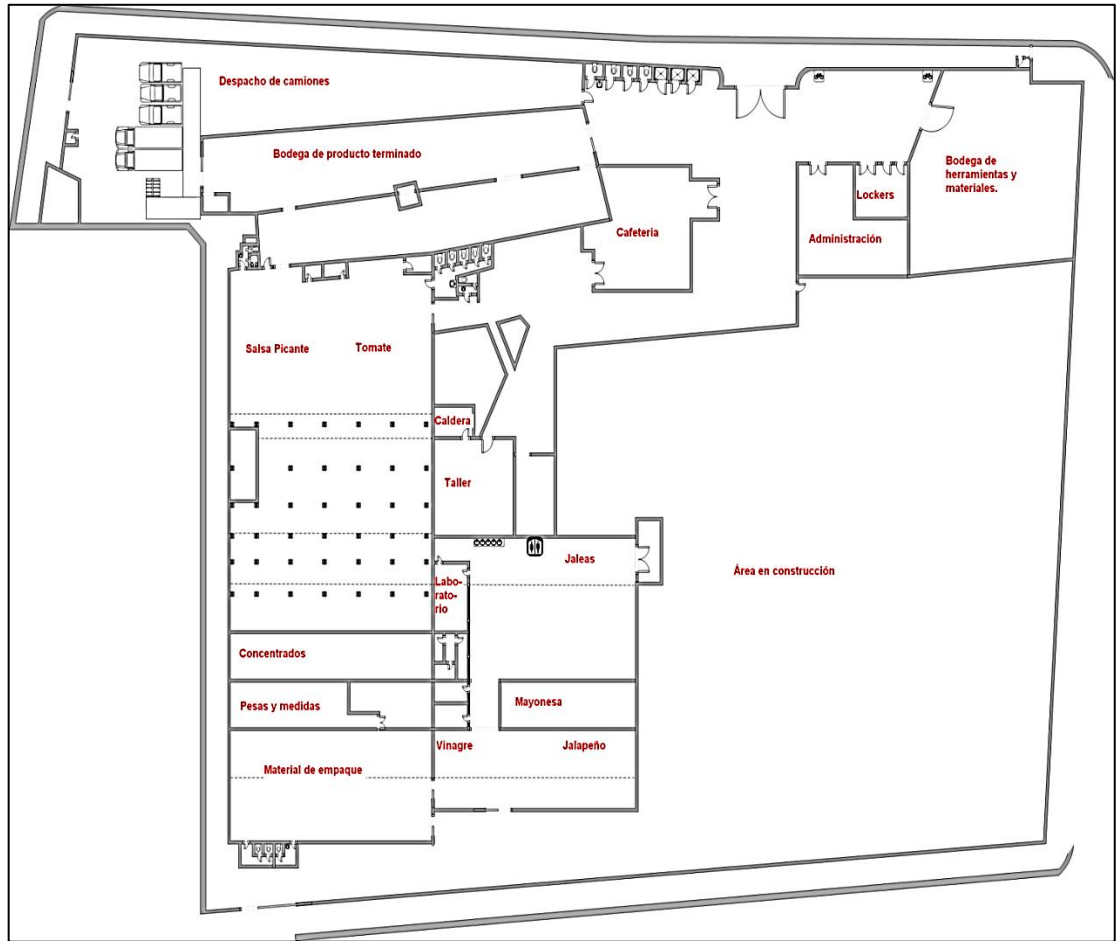 Despacho de camiones
Bodega de producto terminado
Bodega de
herramientas y
materiales.
Lockers
Cafeteria
Administración
Salsa Picante
Tomate
Caldera
Taller
Jaleas
Labo-
rato-
rio
Área en construcción
Concentrados
Pesas y medidas
Mayonesa
Vinagre
Jalapeño
Material de empaque